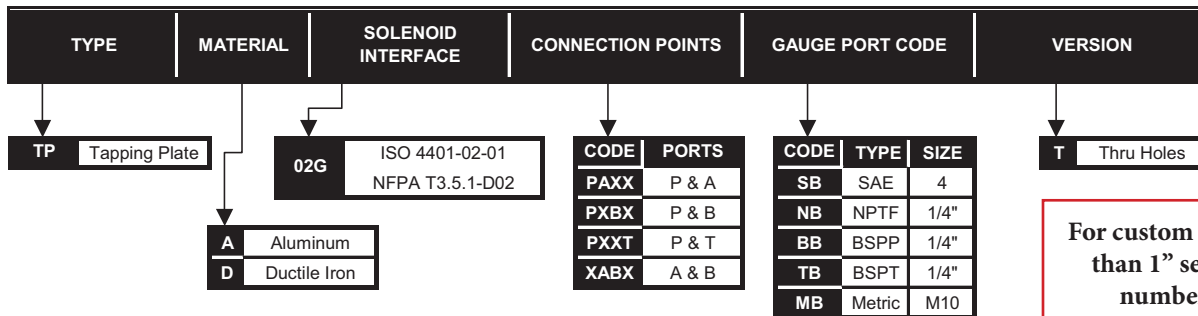 TYPE MATERIAL SOLENOID INTERFACE CONNECTION POINTS GAUGE PORT CODE VERSION
TP Tapping Plate
A Aluminum
D Ductile Iron
02G ISO 4401-02-01
NFPA T3.5.1-D02
CODE PORTS
PAXX P & A
PXBX P & B
PXXT P & T
XABX A & B
CODE TYPE SIZE
SB SAE 4
NB NPTF 1/4"
BB BSPP 1/4"
TB BSPT 1/4"
MB Metric M10
T Thru Holes
For custom
than 1” se
numbe